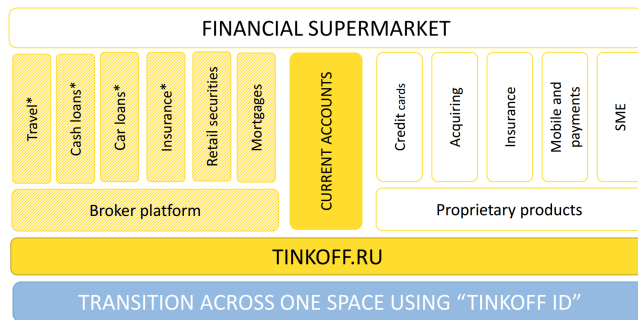 FINANCIAL SUPERMARKET
Travel*
Cash loans*
Car loans*
Insurance*
Retail securities
Mortgages
CURRENT ACCOUNTS
Credit cards
Acquiring
Insurance
Mobile and
payments
SME
Broker platform
Proprietary products
TINKOFF.RU
TRANSITION ACROSS ONE SPACE USING “TINKOFF ID”